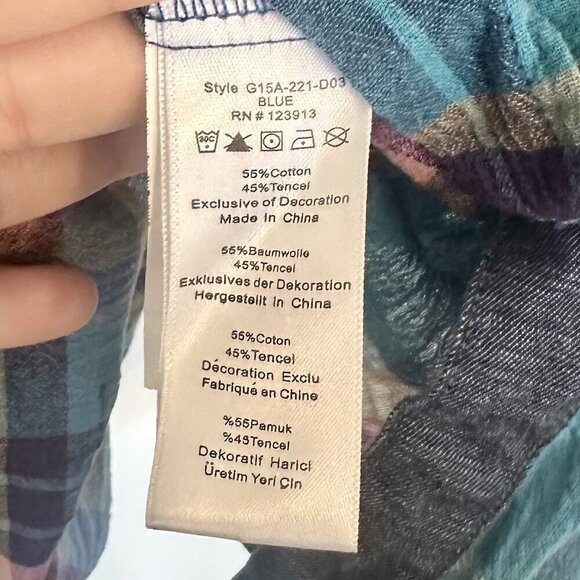 Style G15A-221-D03
BLUE
RN # 123913
30C
55%Cotton
45%Tencel
Exclusive of Decoration
Made In China
55%Baumwolle
45%Tencel
Exklusives der Dekoration
Hergestellt in China
55%Coton
45%Tencel
Décoration Exclu
Fabriqué en Chine
%55Pamuk
%45Tencel
Dekoratif Harici
Üretim Yeri Çin